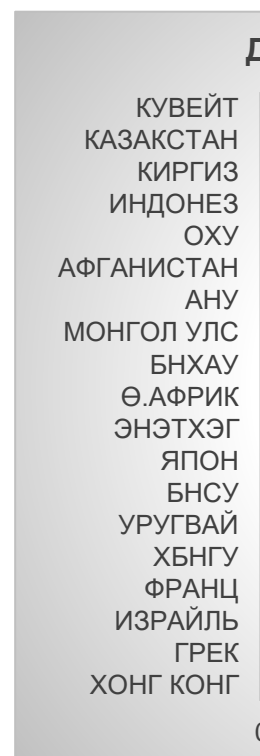 КУВЕЙТ
КАЗАКСТАН
КИРГИЗ
ИНДОНЕЗ
ОХУ
АФГАНИСТАН
АНУ
МОНГОЛ УЛС
БНХАУ
Ө.АФРИК
ЭНЭТХЭГ
ЯПОН
БНСУ
УРУГВАЙ
ХБНГУ
ФРАНЦ
ИЗРАЙЛЬ
ГРЕК
ХОНГ КОНГ